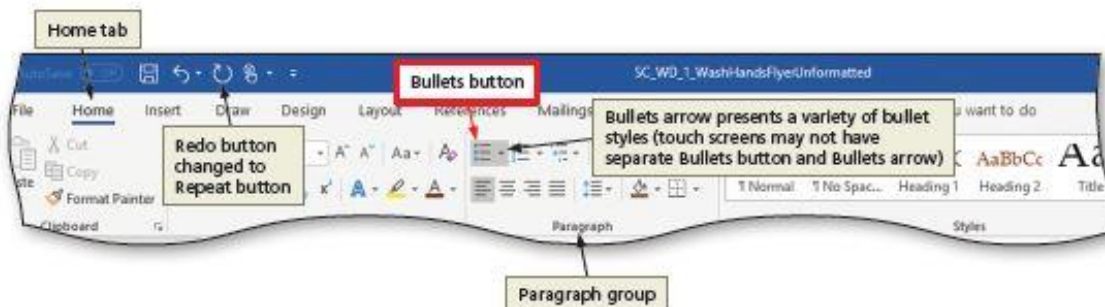 Home tab
SC_WD_1_WashHandsFlyerUnformatted
Bullets button
File Home Insert Draw Design Layout References Mailings want to do
Bullets arrow presents a variety of bullet
styles (touch screens may not have
separate Bullets button and Bullets arrow)
Redo button
changed to
Repeat button
Cut
Copy
Format Painter
Aa
AaBbCc
1 Normal 1 No Spac... Heading 1 Heading 2 Title
Clipboard Paragraph Styles
Paragraph group